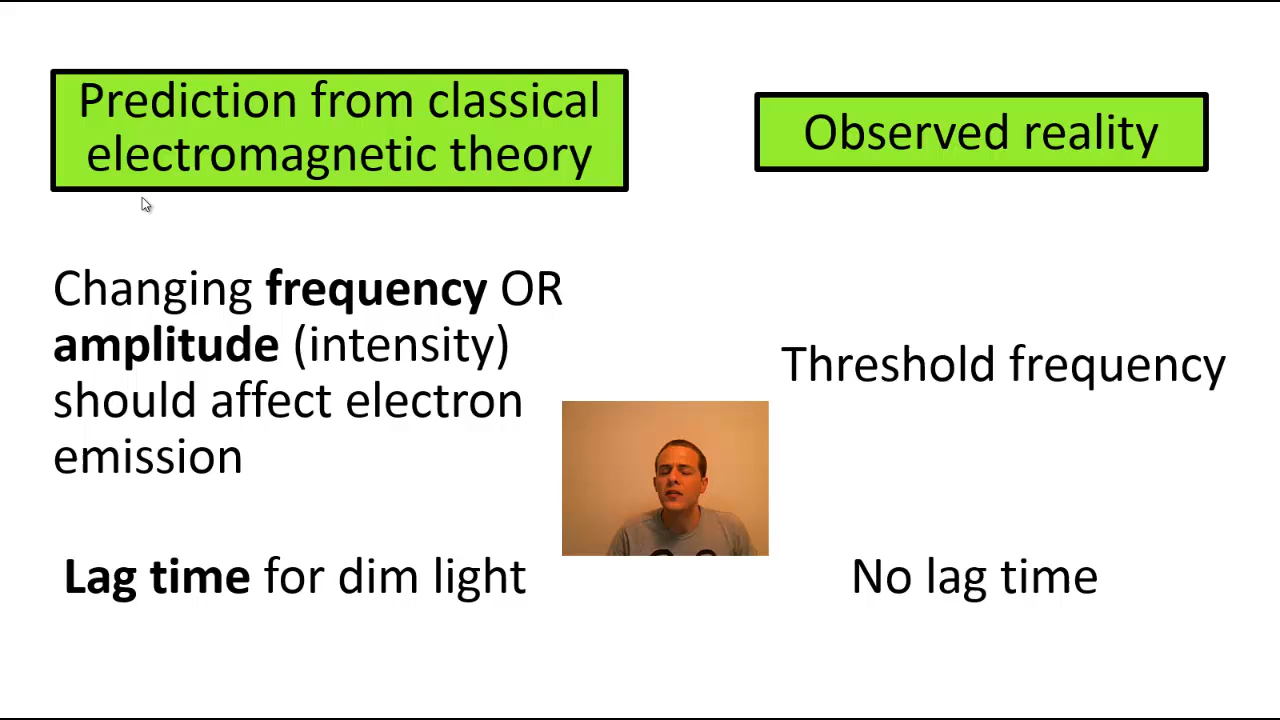 Prediction from classical
electromagnetic theory
Observed reality
Changing frequency OR
amplitude (intensity)
should affect electron
emission
Threshold frequency
Lag time for dim light
No lag time